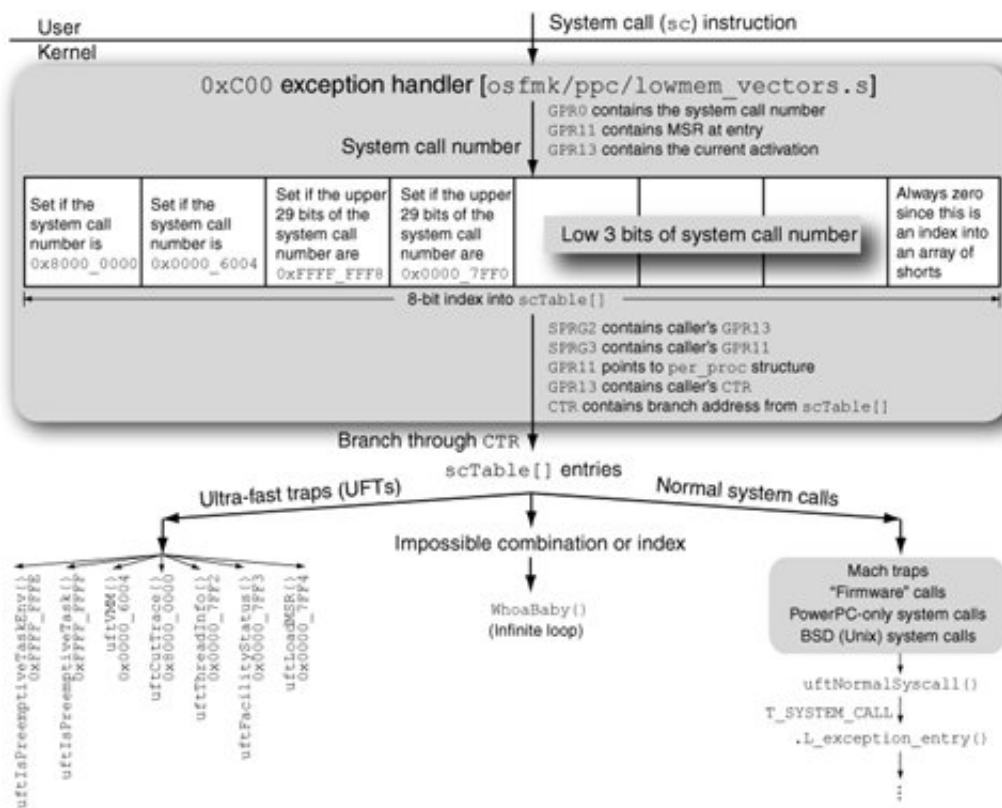 User
System call (sc) instruction
Kernel
0xC00 exception handler [osfmk/ppc/lowmem_vectors.s]
GPR0 contains the system call number
GPR11 contains MSR at entry
GPR13 contains the current activation
System call number
Set if the
system call
number is
0x8000_0000
Set if the
system call
number is
0x0000_6004
Set if the upper
29 bits of the
system call
number are
0xFFFF_FFF8
Set if the upper
29 bits of the
system call
number are
0x0000_7FF0
Low 3 bits of system call number
Always zero
since this is
an index into
an array of
shorts
8-bit index into scTable[]
SPRG2 contains caller's GPR13
SPRG3 contains caller's GPR11
GPR11 points to per_proc structure
GPR13 contains caller's CTR
CTR contains branch address from scTable[]
Branch through CTR
scTable[] entries
Ultra-fast traps (UFTs)
Normal system calls
Impossible combination or index
WhoaBaby()
(Infinite loop)
uftIsPreemptiveTaskEnv()
0xFFFF_FFFE
uftIsPreemptiveTask()
0xFFFF_FFFF
uftVMM()
0x0000_6004
uftCutTrace()
0x8000_0000
uftThreadInfo()
0x0000_7FF2
uftFacilityStatus()
0x0000_7FF3
uftLoadMSR()
0x0000_7FF4
Mach traps
"Firmware" calls
PowerPC-only system calls
BSD (Unix) system calls
uftNormalSyscall()
T_SYSTEM_CALL
.L_exception_entry()
...